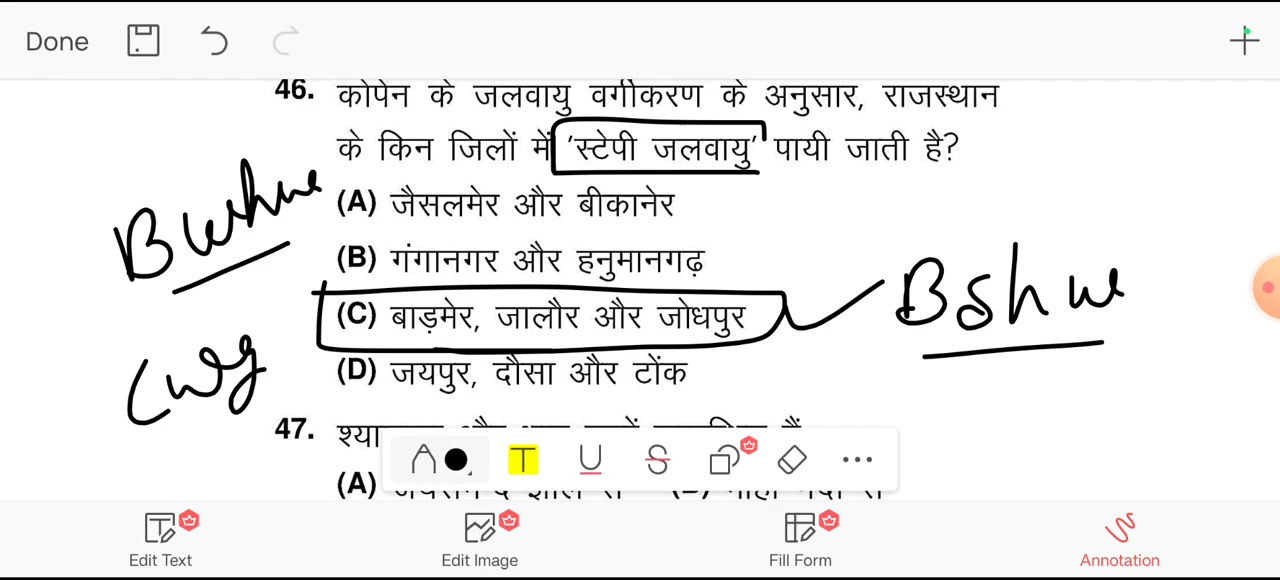 Done
46. कोपेन के जलवायु वर्गीकरण के अनुसार, राजस्थान
के किन जिलों में 'स्टेपी जलवायु' पायी जाती है?
(A) जैसलमेर और बीकानेर
(B) गंगानगर और हनुमानगढ़
(C) बाड़मेर, जालौर और जोधपुर
(D) जयपुर, दौसा और टोंक
Bwhw
Cwg
Bshw
47.
(A)
T U S
Edit Text
Edit Image
Fill Form
Annotation